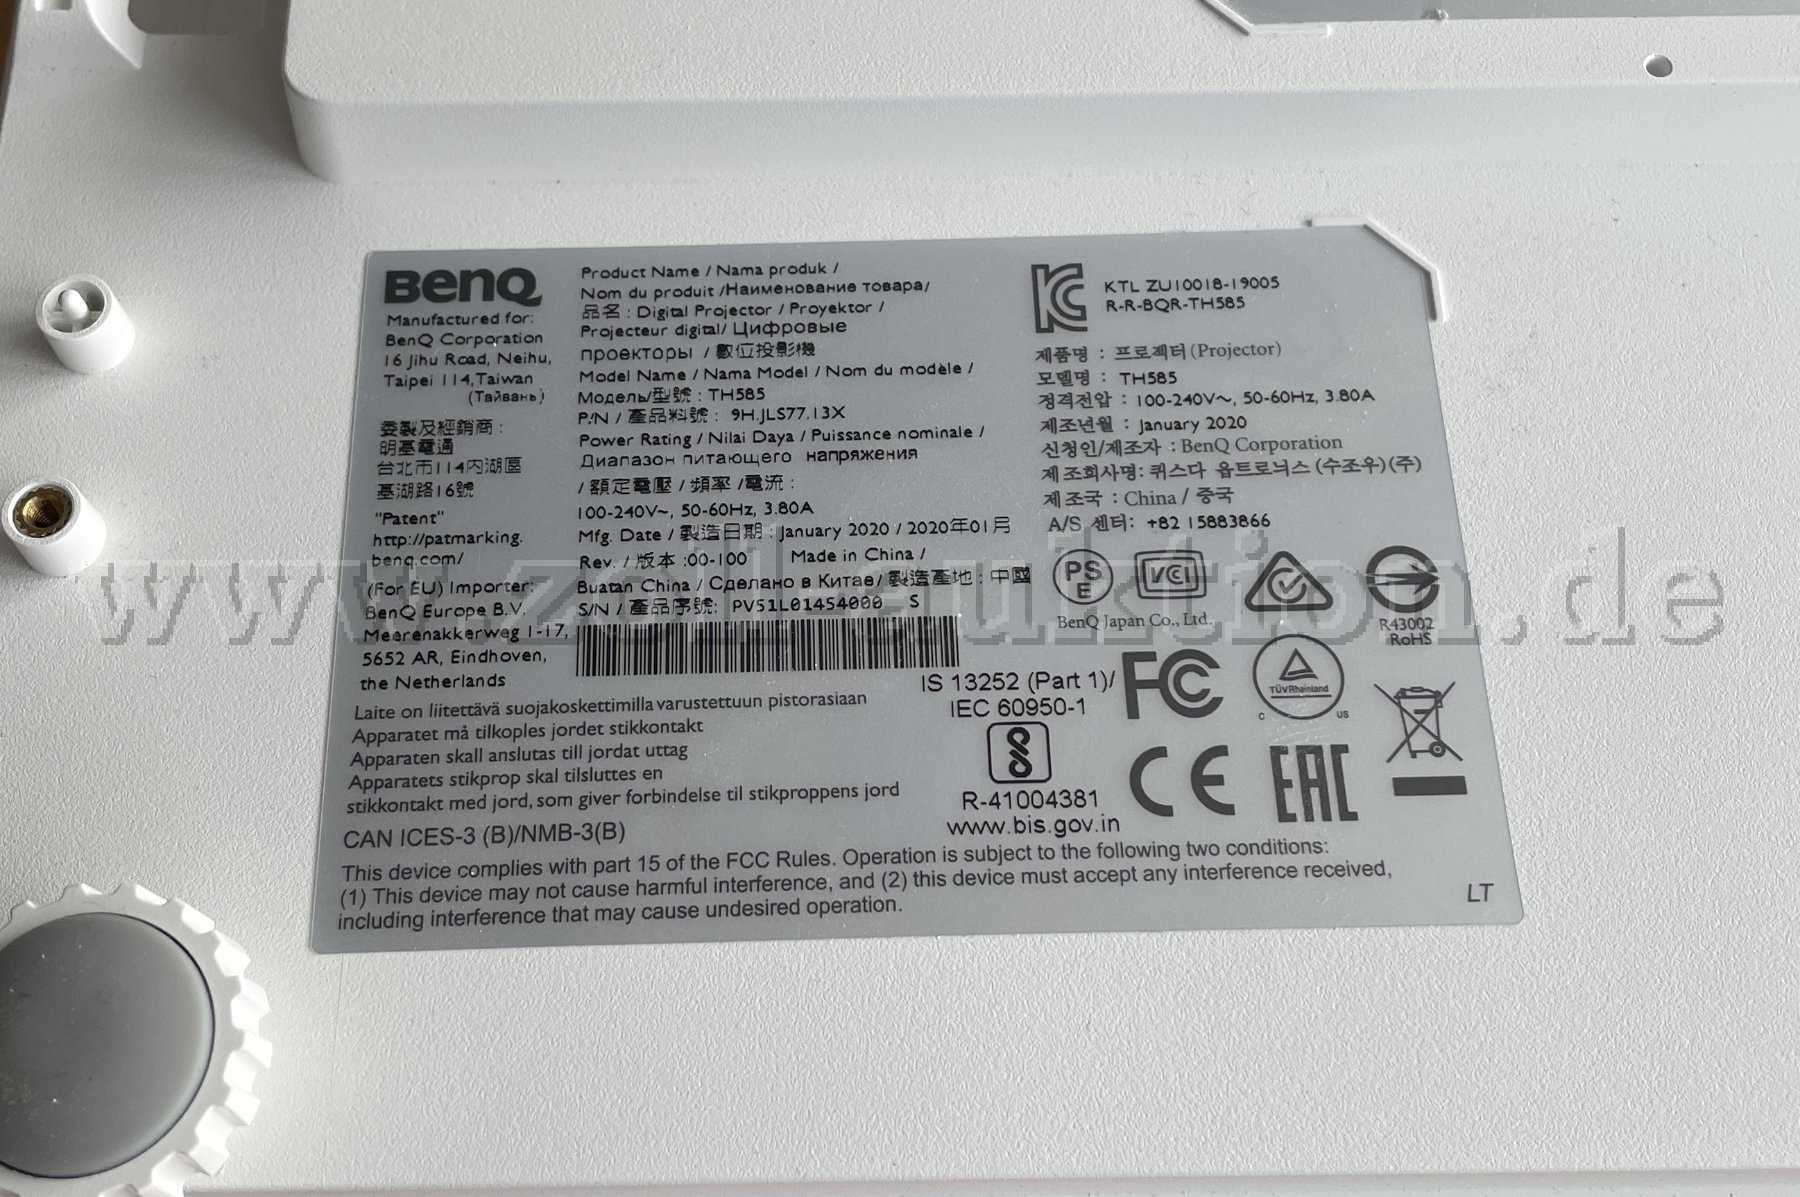 BenQ
Manufactured for:
BenQ Corporation
16 Jihu Road, Neihu,
Taipei 114,Taiwan
(Тайвань)
委製及經銷商 :
明基電通
台北市114內湖區
基湖路16號
"Patent"
http://patmarking.
benq.com/
(For EU) Importer:
BenQ Europe B.V.
Meerenakkerweg 1-17,
5652 AR, Eindhoven,
the Netherlands
Product Name / Nama produk /
Nom du produit /Наименование товара/
品名 : Digital Projector / Proyektor /
Projecteur digital/ Цифровые
проекторы / 數位投影機
Model Name / Nama Model / Nom du modèle /
Модель/型號 : TH585
P/N / 產品料號 : 9H.JLS77.13X
Power Rating / Nilai Daya / Puissance nominale /
Диапазон питающего напряжения
/ 額定電壓 / 頻率 / 電流 :
100-240V~, 50-60Hz, 3.80A
Mfg. Date / 製造日期 : January 2020 / 2020年01月
Rev. / 版本 :00-100 Made in China /
Buatan China / Сделано в Китае/ 製造產地 : 中國
S/N / 產品序號: PV51L01454000 S
KTL ZU10018-19005
R-R-BQR-TH585
제품명 : 프로젝터(Projector)
모델명 : TH585
정격전압 : 100-240V~, 50-60Hz, 3.80A
제조년월 : January 2020
신청인/제조자 : BenQ Corporation
제조회사명: 퀴스다 옵트로닉스 (수조우)(주)
제조국 : China / 중국
A/S 센터: +82 15883866
PS
E
VCCI
BenQ Japan Co., Ltd.
R43002
RoHS
IS 13252 (Part 1)/
IEC 60950-1
R-41004381
www.bis.gov.in
FC
TÜVRheinland
C US
CE
EAC
Laite on liitettävä suojakoskettimilla varustettuun pistorasiaan
Apparatet må tilkoples jordet stikkontakt
Apparaten skall anslutas till jordat uttag
Apparatets stikprop skal tilsluttes en
stikkontakt med jord, som giver forbindelse til stikproppens jord
CAN ICES-3 (B)/NMB-3(B)
This device complies with part 15 of the FCC Rules. Operation is subject to the following two conditions:
(1) This device may not cause harmful interference, and (2) this device must accept any interference received,
including interference that may cause undesired operation.
LT
www.zoll-auktion.de